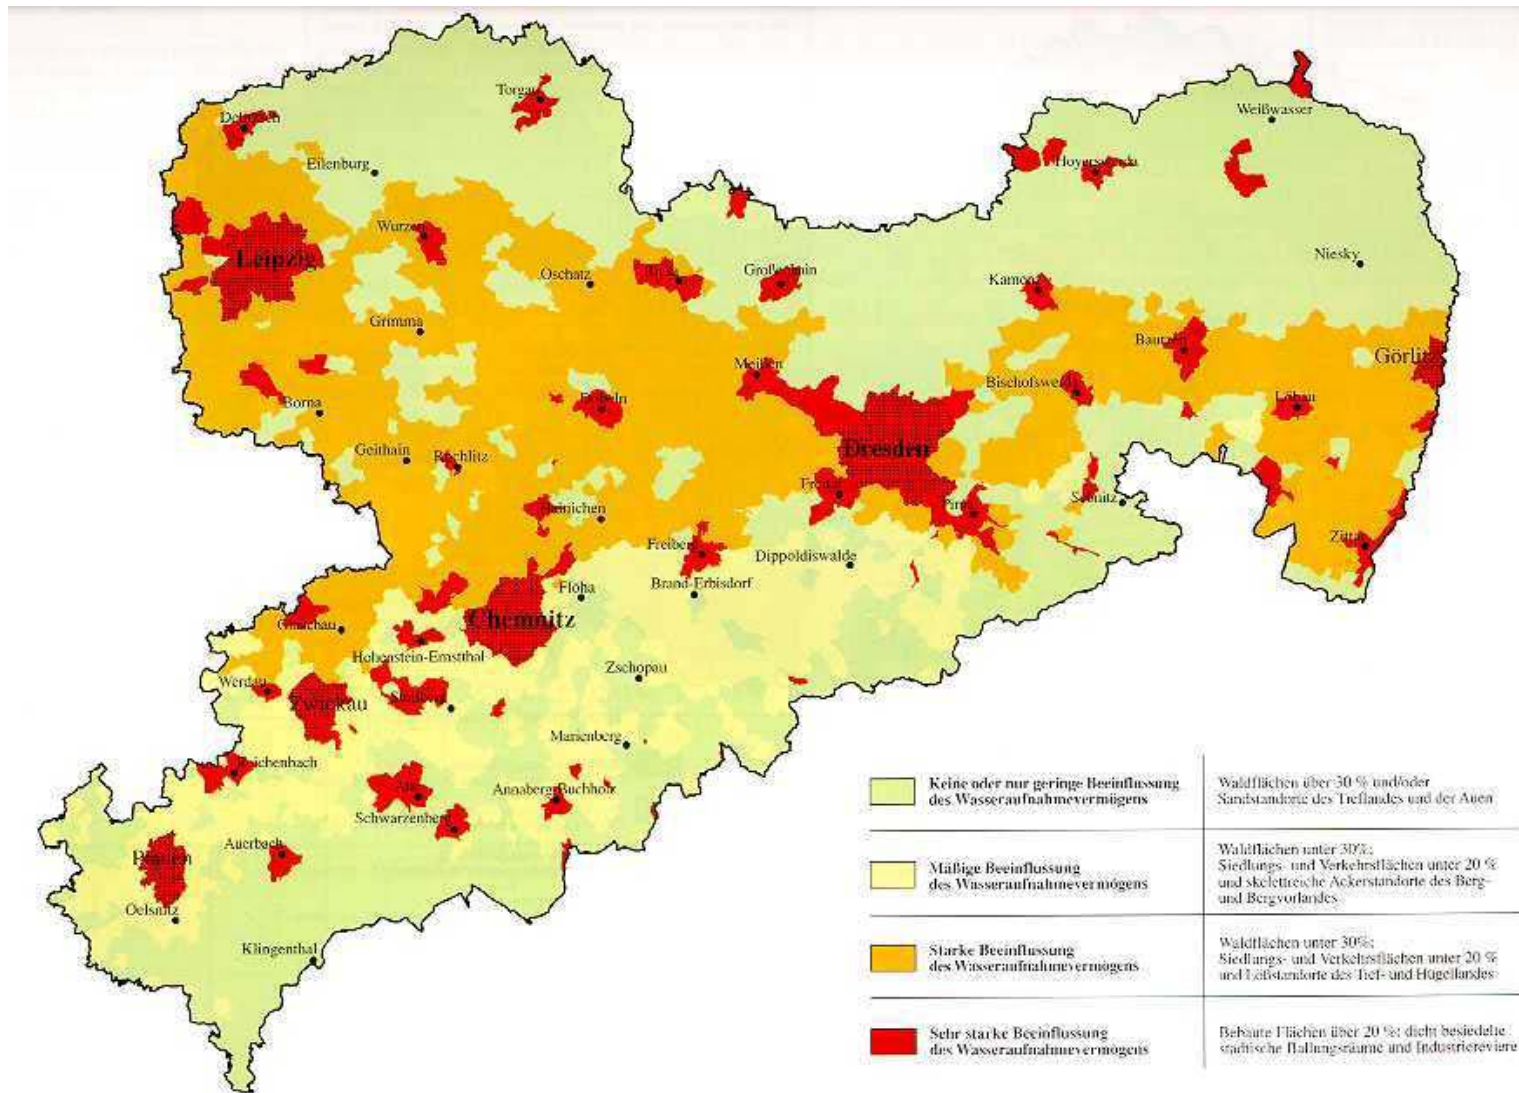 Torgau
Weißwasser
Delitzsch
Eilenburg
Hoyerswerda
Wurzen
Niesky
Leipzig
Oschatz
Riesa
Großenhain
Kamenz
Grimma
Bautzen
Görlitz
Meißen
Bischofswerda
Borna
Döbeln
Löbau
Geithain
Rochlitz
Dresden
Freital
Pirna
Sebnitz
Hainichen
Zittau
Freiberg
Dippoldiswalde
Flöha
Brand-Erbisdorf
Chemnitz
Glauchau
Hohenstein-Ernstthal
Zschopau
Werdau
Zwickau
Stollberg
Marienberg
Reichenbach
Aue
Annaberg-Buchholz
Schwarzenberg
Auerbach
Plauen
Oelsnitz
Klingenthal
Keine oder nur geringe Beeinflussung
des Wasseraufnahmevermögens
Waldflächen über 30 % und/oder
Sandstandorte des Tieflandes und der Auen
Mäßige Beeinflussung
des Wasseraufnahmevermögens
Waldflächen unter 30%;
Siedlungs- und Verkehrsflächen unter 20 %
und skelettreiche Ackerstandorte des Berg-
und Bergvorlandes
Starke Beeinflussung
des Wasseraufnahmevermögens
Waldflächen unter 30%;
Siedlungs- und Verkehrsflächen unter 20 %
und Lößstandorte des Tief- und Hügellandes
Sehr starke Beeinflussung
des Wasseraufnahmevermögens
Bebaute Flächen über 20 %; dicht besiedelte
städtische Ballungsräume und Industriereviere